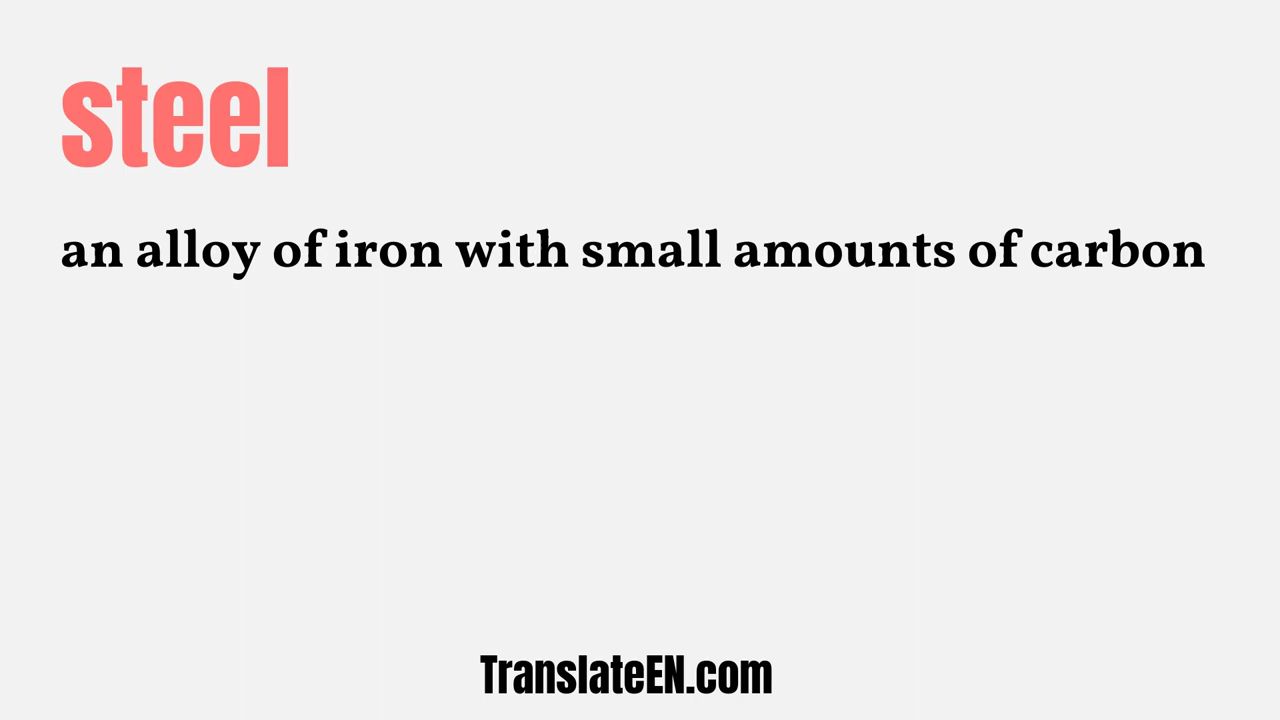 steel
an alloy of iron with small amounts of carbon
TranslateEN.com